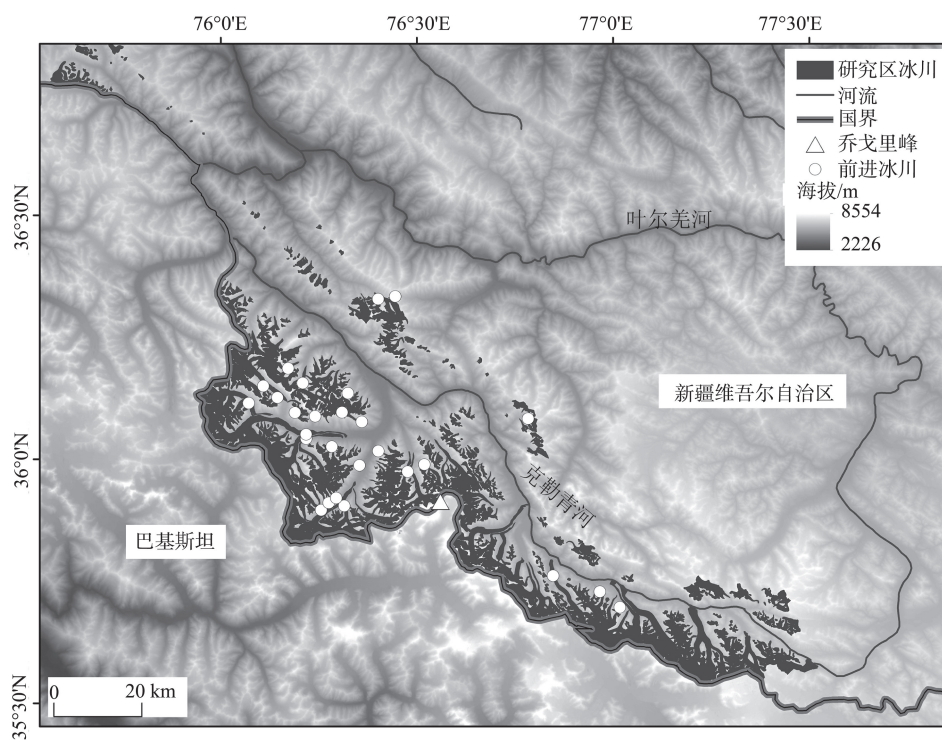 76°0'E 76°30'E 77°0'E 77°30'E
研究区冰川
河流
国界
乔戈里峰
前进冰川
海拔/m
8554
2226
36°30'N
叶尔羌河
新疆维吾尔自治区
36°0'N
克勒青河
巴基斯坦
0 20 km
35°30'N